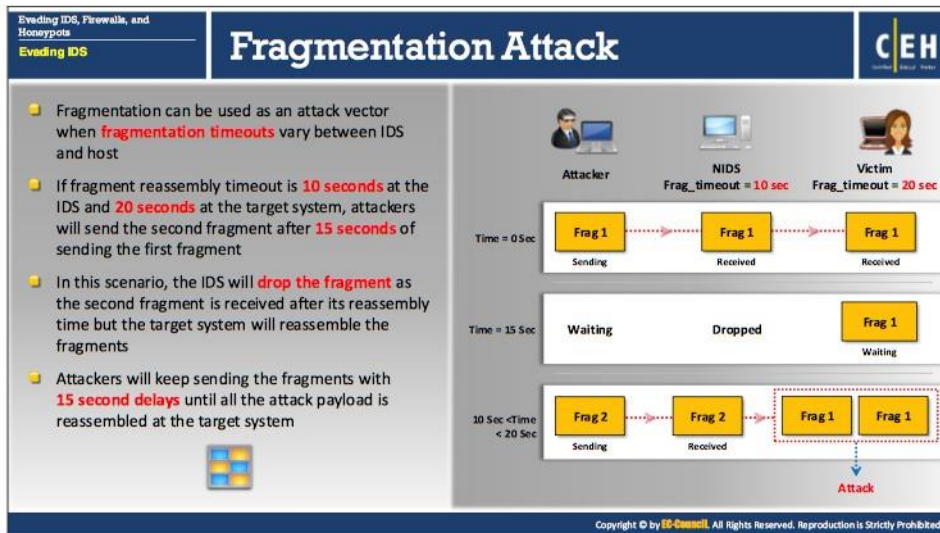 Evading IDS, Firewalls, and
Honeypots
Evading IDS
Fragmentation Attack
CEH
Fragmentation can be used as an attack vector
when fragmentation timeouts vary between IDS
and host
If fragment reassembly timeout is 10 seconds at the
IDS and 20 seconds at the target system, attackers
will send the second fragment after 15 seconds of
sending the first fragment
In this scenario, the IDS will drop the fragment as
the second fragment is received after its reassembly
time but the target system will reassemble the
fragments
Attackers will keep sending the fragments with
15 second delays until all the attack payload is
reassembled at the target system
Attacker
NIDS
Frag_timeout = 10 sec
Victim
Frag_timeout = 20 sec
Time = 0 Sec
Frag 1
Sending
Frag 1
Received
Frag 1
Received
Time = 15 Sec
Waiting
Dropped
Frag 1
Waiting
10 Sec <Time
< 20 Sec
Frag 2
Sending
Frag 2
Received
Frag 1
Frag 1
Attack
Copyright © by EC-Council. All Rights Reserved. Reproduction is Strictly Prohibited.